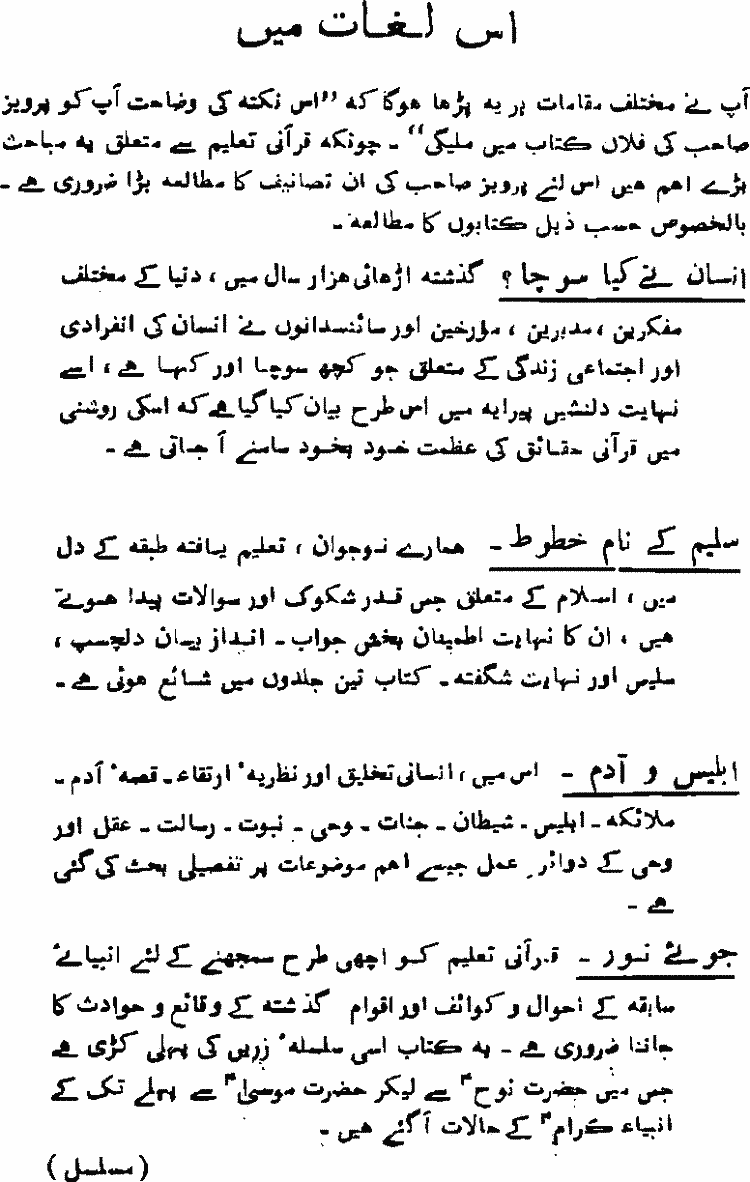 اس لغات میں
آپ نے مختلف مقامات پر یہ پڑھا ہوگا کہ ”اس نکتہ کی وضاحت آپ کو پرویز
صاحب کی فلاں کتاب میں ملیگی“ ۔ چونکہ قرآنی تعلیم سے متعلق یہ مباحث
بڑے اہم ہیں اس لئے پرویز صاحب کی ان تصانیف کا مطالعہ بڑا ضروری ہے ۔
بالخصوص حسب ذیل کتابوں کا مطالعہ ۔
انسان نے کیا سوچا ؟ گذشتہ اڑھائی ہزار سال میں ، دنیا کے مختلف
مفکرین ، مدبرین ، مؤرخین اور سائنسدانوں نے انسان کی انفرادی
اور اجتماعی زندگی کے متعلق جو کچھ سوچا اور کہا ہے ، اسے
نہایت دلنشیں پیرایہ میں اس طرح بیان کیا گیا ہے کہ اسکی روشنی
میں قرآنی حقائق کی عظمت خود بخود سامنے آ جاتی ہے ۔
سلیم کے نام خطوط ۔ ہمارے نوجوان ، تعلیم یافتہ طبقہ کے دل
میں ، اسلام کے متعلق جس قدر شکوک اور سوالات پیدا ہوئے
ہیں ، ان کا نہایت اطمینان بخش جواب ۔ انداز بیان دلچسپ ،
سلیس اور نہایت شگفتہ ۔ کتاب تین جلدوں میں شائع ہوئی ہے ۔
ابلیس و آدم ۔ اس میں ، انسانی تخلیق اور نظریہٴ ارتقاء ۔ قصہٴ آدم ۔
ملائکہ ۔ ابلیس ۔ شیطان ۔ جنات ۔ وحی ۔ نبوت ۔ رسالت ۔ عقل اور
وحی کے دوائر عمل جیسے اہم موضوعات پر تفصیلی بحث کی گئی
ہے ۔
جوئے نور ۔ قرآنی تعلیم کو اچھی طرح سمجھنے کے لئے انبیائے
سابقہ کے احوال و کوائف اور اقوام گذشتہ کے وقائع و حوادث کا
جاننا ضروری ہے ۔ یہ کتاب اسی سلسلہٴ زریں کی پہلی کڑی ہے
جس میں حضرت نوحؑ سے لیکر حضرت موسیٰؑ سے پہلے تک کے
انبیاء کرامؑ کے حالات آگئے ہیں ۔
( مسلسل )